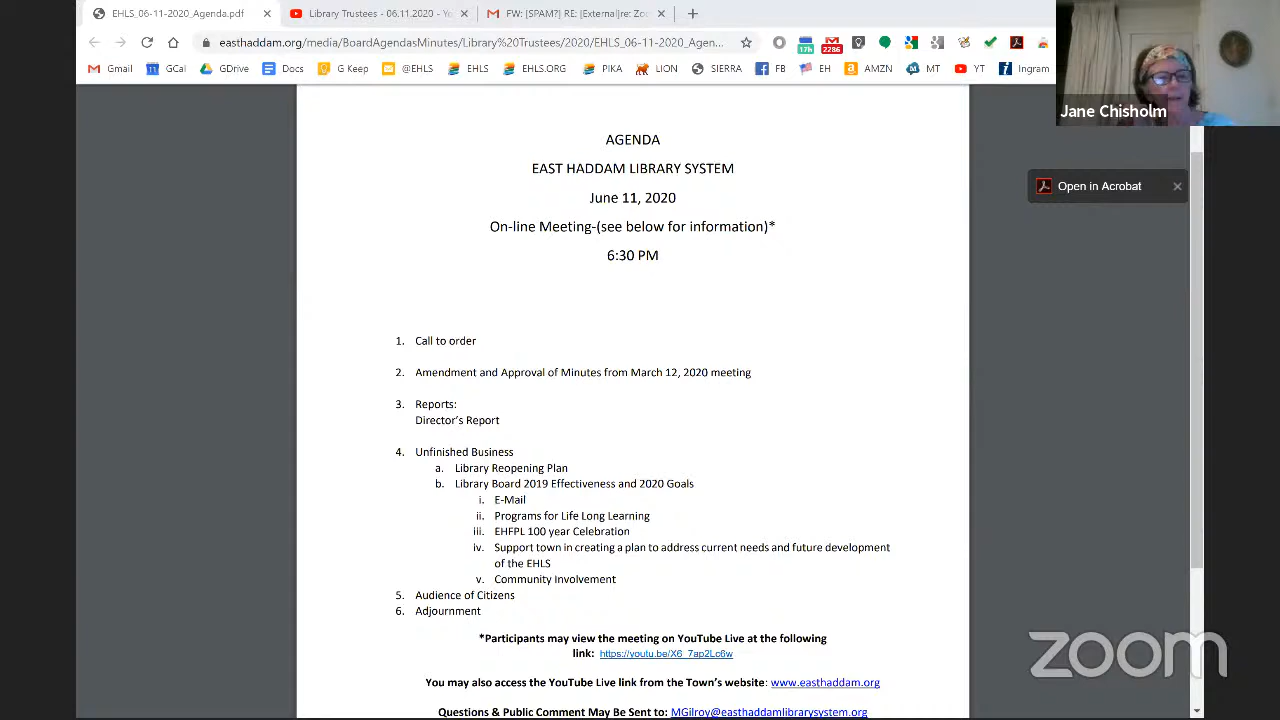 EHLS_06-11-2020_Agenda.pdf
Library Trustees - 06.11.2020 - Yo
FW: [SPAM?] RE: [External]re: Zo
easthaddam.org/media/BoardAgendasMinutes/Library%20Trustees/2020/EHLS_06-11-2020_Agen...
17h
2286
Gmail
GCal
GDrive
Docs
G Keep
@EHLS
EHLS
EHLS.ORG
PIKA
LION
SIERRA
FB
EH
AMZN
MT
YT
Ingram
Jane Chisholm
Open in Acrobat
AGENDA
EAST HADDAM LIBRARY SYSTEM
June 11, 2020
On-line Meeting-(see below for information)*
6:30 PM
1. Call to order
2. Amendment and Approval of Minutes from March 12, 2020 meeting
3. Reports:
Director's Report
4. Unfinished Business
a. Library Reopening Plan
b. Library Board 2019 Effectiveness and 2020 Goals
i. E-Mail
ii. Programs for Life Long Learning
iii. EHFPL 100 year Celebration
iv. Support town in creating a plan to address current needs and future development
of the EHLS
v. Community Involvement
5. Audience of Citizens
6. Adjournment
*Participants may view the meeting on YouTube Live at the following
link: https://youtu.be/X6_7ap2Lc6w
You may also access the YouTube Live link from the Town's website: www.easthaddam.org
Questions & Public Comment May Be Sent to: MGilroy@easthaddamlibrarysystem.org
zoom